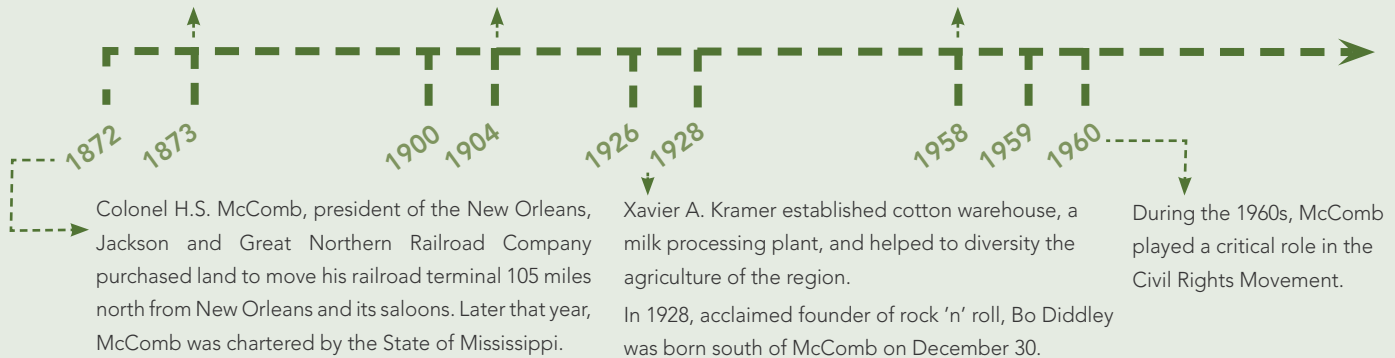 1872
1873
1900
1904
1926
1928
1958
1959
1960
Colonel H.S. McComb, president of the New Orleans,
Jackson and Great Northern Railroad Company
purchased land to move his railroad terminal 105 miles
north from New Orleans and its saloons. Later that year,
McComb was chartered by the State of Mississippi.
Xavier A. Kramer established cotton warehouse, a
milk processing plant, and helped to diversity the
agriculture of the region.
In 1928, acclaimed founder of rock ’n’ roll, Bo Diddley
was born south of McComb on December 30.
During the 1960s, McComb
played a critical role in the
Civil Rights Movement.